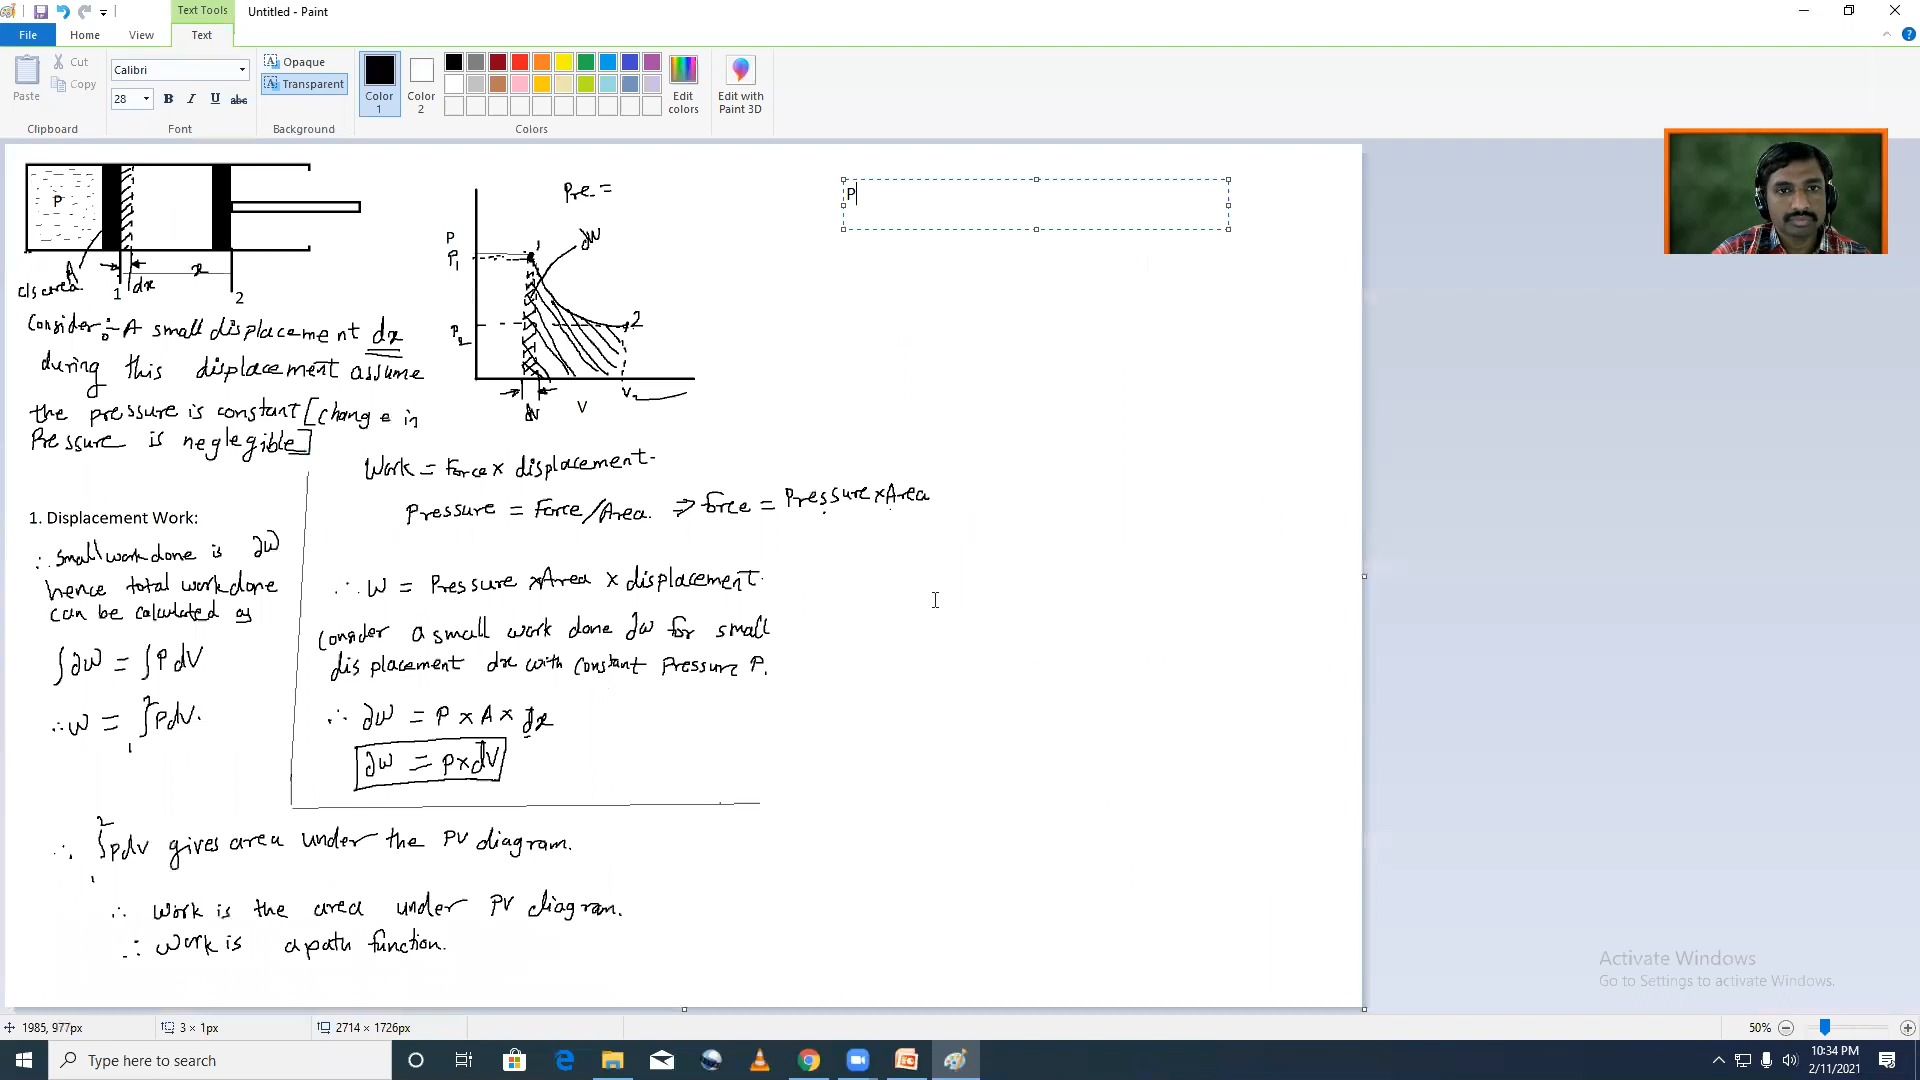 Text Tools
Untitled - Paint
File
Home
View
Text
Paste
Cut
Copy
Clipboard
Calibri
28
B
I
U
abc
Font
Opaque
Transparent
Background
Color 1
Color 2
Edit colors
Colors
Edit with Paint 3D
P
A
c/s area
1
dx
x
2
Pre. =
P
P1
1
∂W
P2
2
dV
V
V2
P
Consider :- A small displacement dx
during this displacement assume
the pressure is constant [change in
Pressure is neglegible]
Work = Force x displacement.
Pressure = Force/Area. ⇒ Force = Pressure x Area
∴ W = Pressure x Area x displacement.
Consider a small work done ∂w for small
displacement dx with constant Pressure P.
∴ ∂w = P x A x dx
∂w = P x dV
1. Displacement Work:
∴ Small work done is ∂W
hence total work done
can be calculated as
∫∂W = ∫P dV
∴ W = ∫₁² P dV.
∴ ∫₁² P dV gives area under the PV diagram.
∴ Work is the area under PV diagram.
∴ Work is a path function.
Activate Windows
Go to Settings to activate Windows.
1985, 977px
3 × 1px
2714 × 1726px
50%
Type here to search
10:34 PM
2/11/2021